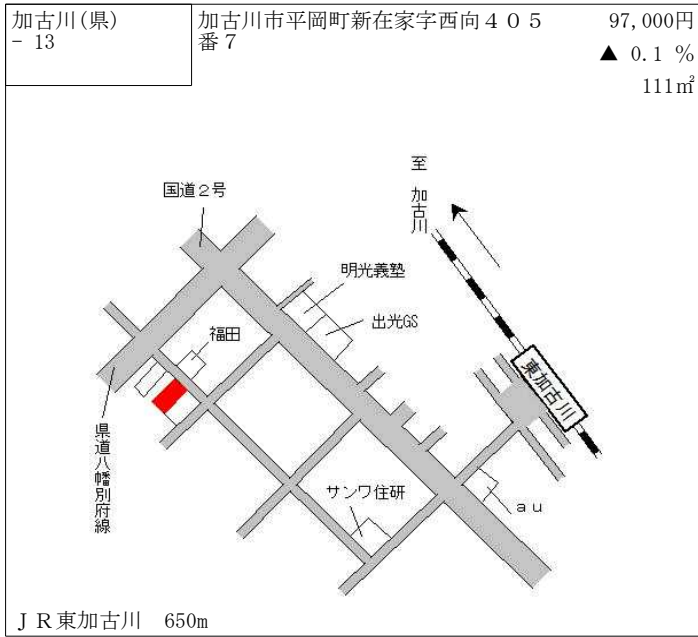 加古川(県)
- 13
加古川市平岡町新在家字西向４０５
番７
97,000円
▲ 0.1 %
111㎡
至 加古川
国道２号
明光義塾
出光GS
福田
東加古川
県道八幡別府線
サンワ住研
ａｕ
ＪＲ東加古川　650m